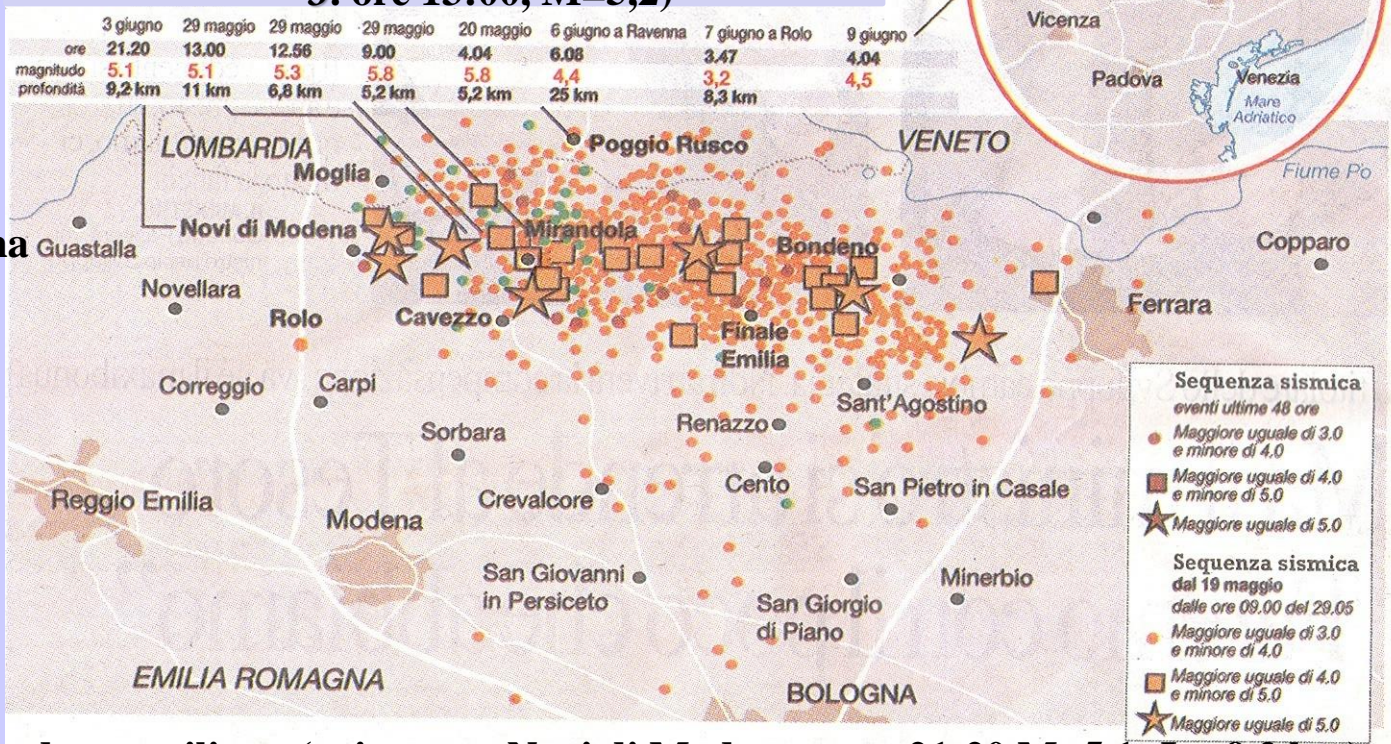 3. ore 13.00, M=5,2)
3 giugno 29 maggio 29 maggio 29 maggio 20 maggio 6 giugno a Ravenna 7 giugno a Rolo 9 giugno
ore 21.20 13.00 12.56 9.00 4.04 6.08 3.47 4.04
magnitudo 5.1 5.1 5.3 5.8 5.8 4,4 3,2 4,5
profondità 9,2 km 11 km 6,8 km 5,2 km 5,2 km 25 km 8,3 km
Vicenza
Padova
Venezia
Mare
Adriatico
LOMBARDIA
Poggio Rusco
VENETO
Moglia
Fiume Po
Novi di Modena
Mirandola
Bondeno
Copparo
na
Guastalla
Novellara
Rolo
Cavezzo
Finale
Emilia
Ferrara
Correggio
Carpi
Sant'Agostino
Sorbara
Renazzo
Reggio Emilia
Modena
Crevalcore
Cento
San Pietro in Casale
San Giovanni
in Persiceto
San Giorgio
di Piano
Minerbio
EMILIA ROMAGNA
BOLOGNA
Sequenza sismica
eventi ultime 48 ore
Maggiore uguale di 3.0
e minore di 4.0
Maggiore uguale di 4.0
e minore di 5.0
Maggiore uguale di 5.0
Sequenza sismica
dal 19 maggio
dalle ore 09.00 del 29.05
Maggiore uguale di 3.0
e minore di 4.0
Maggiore uguale di 4.0
e minore di 5.0
Maggiore uguale di 5.0